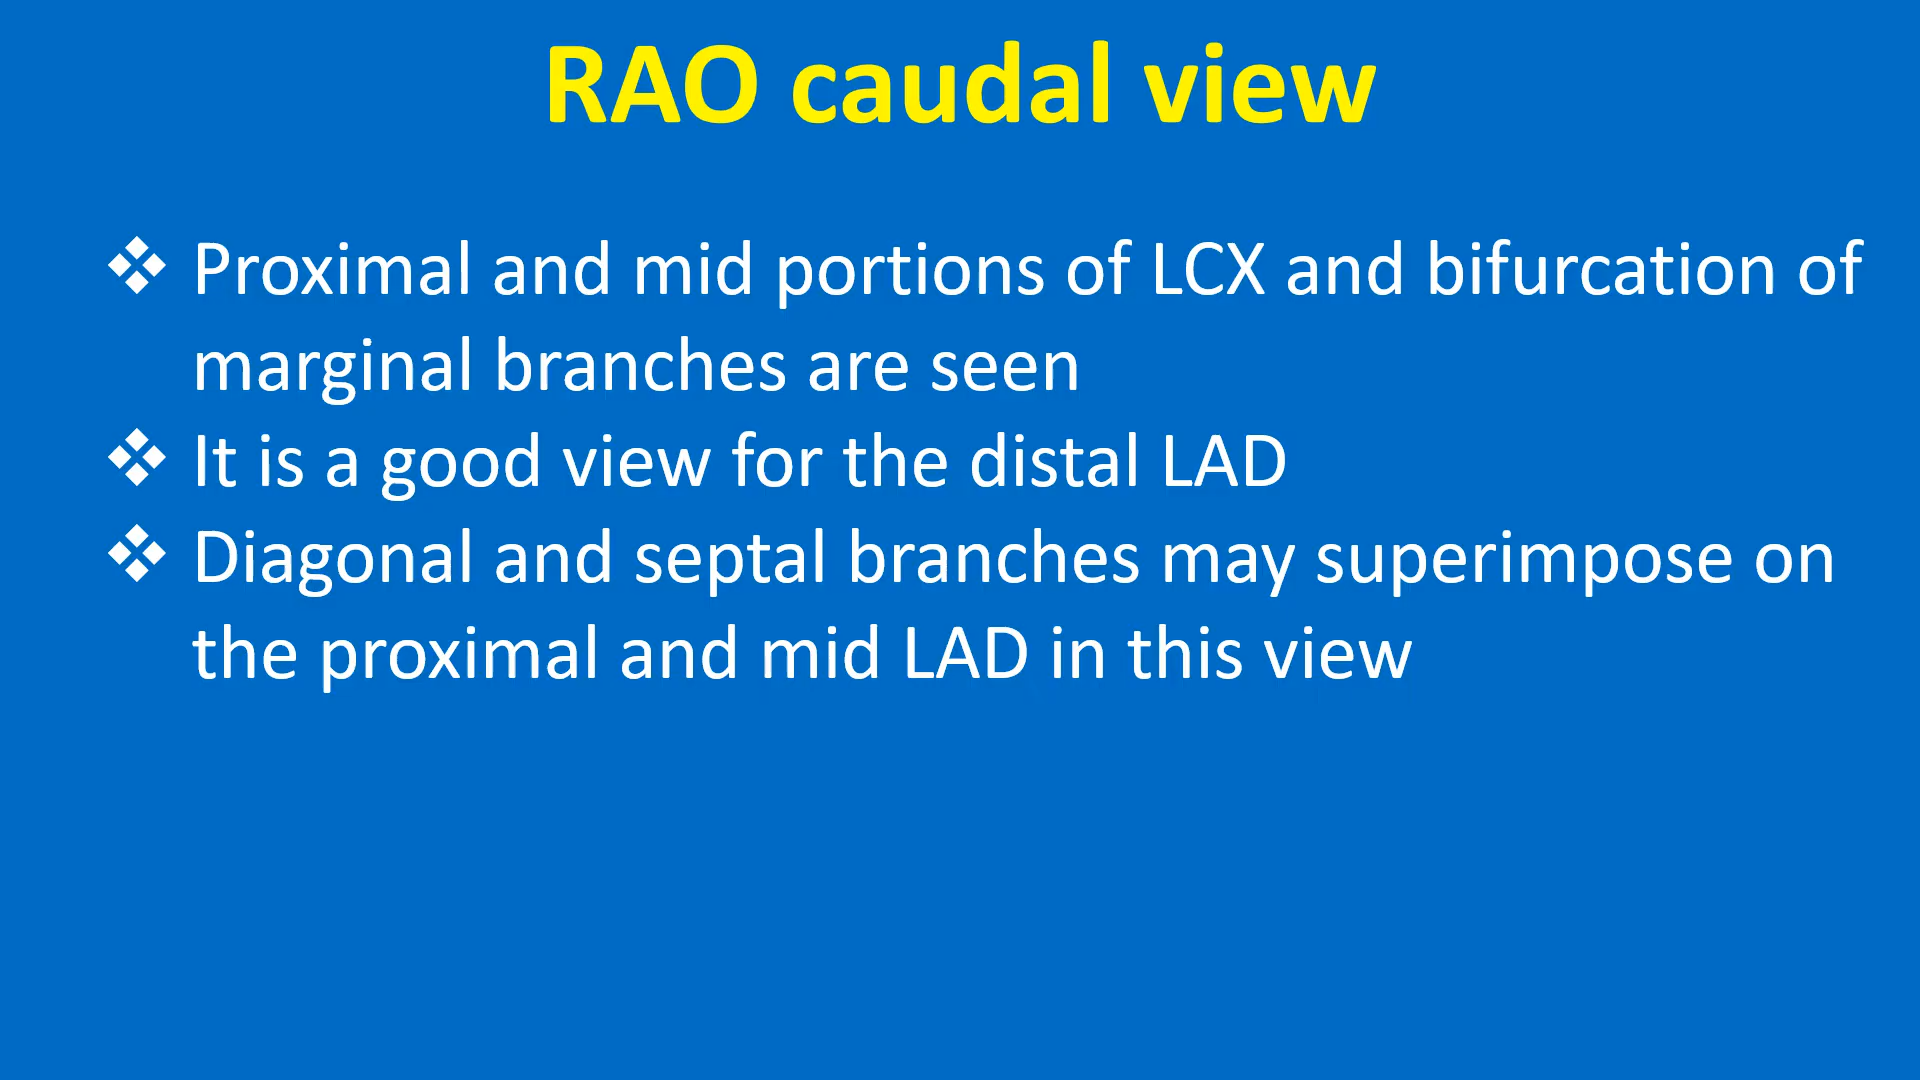 RAO caudal view
❖ Proximal and mid portions of LCX and bifurcation of
marginal branches are seen
❖ It is a good view for the distal LAD
❖ Diagonal and septal branches may superimpose on
the proximal and mid LAD in this view